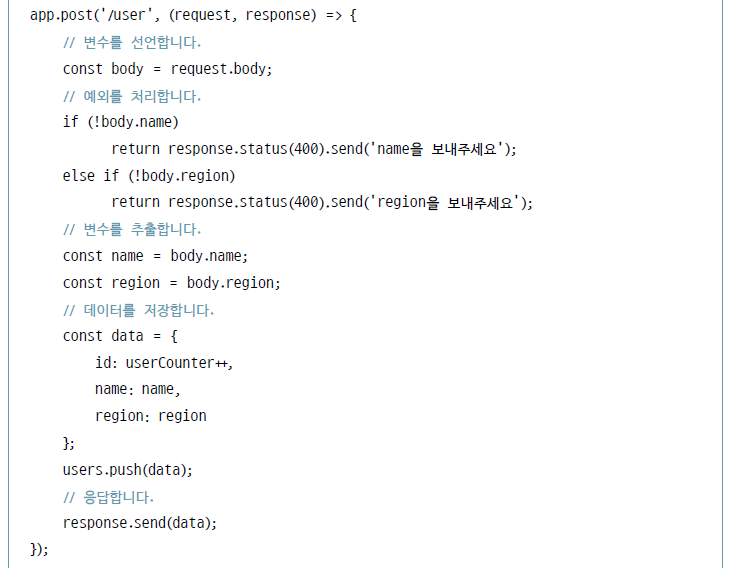 app.post('/user', (request, response) => {
    // 변수를 선언합니다.
    const body = request.body;
    // 예외를 처리합니다.
    if (!body.name)
          return response.status(400).send('name을 보내주세요');
    else if (!body.region)
          return response.status(400).send('region을 보내주세요');
    // 변수를 추출합니다.
    const name = body.name;
    const region = body.region;
    // 데이터를 저장합니다.
    const data = {
        id: userCounter++,
        name: name,
        region: region
    };
    users.push(data);
    // 응답합니다.
    response.send(data);
});